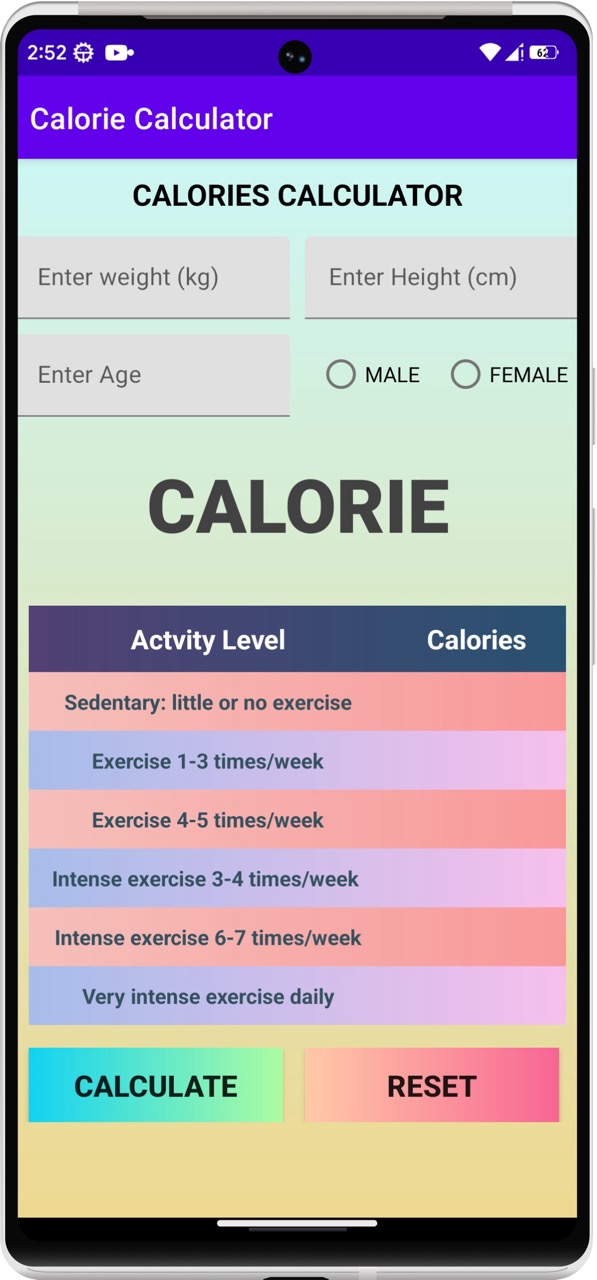 2:52 62
Calorie Calculator
CALORIES CALCULATOR
Enter weight (kg) Enter Height (cm)
Enter Age MALE FEMALE
CALORIE
Actvity Level Calories
Sedentary: little or no exercise
Exercise 1-3 times/week
Exercise 4-5 times/week
Intense exercise 3-4 times/week
Intense exercise 6-7 times/week
Very intense exercise daily
CALCULATE RESET